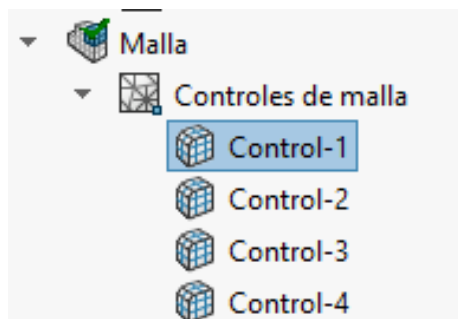 Malla
Controles de malla
Control-1
Control-2
Control-3
Control-4